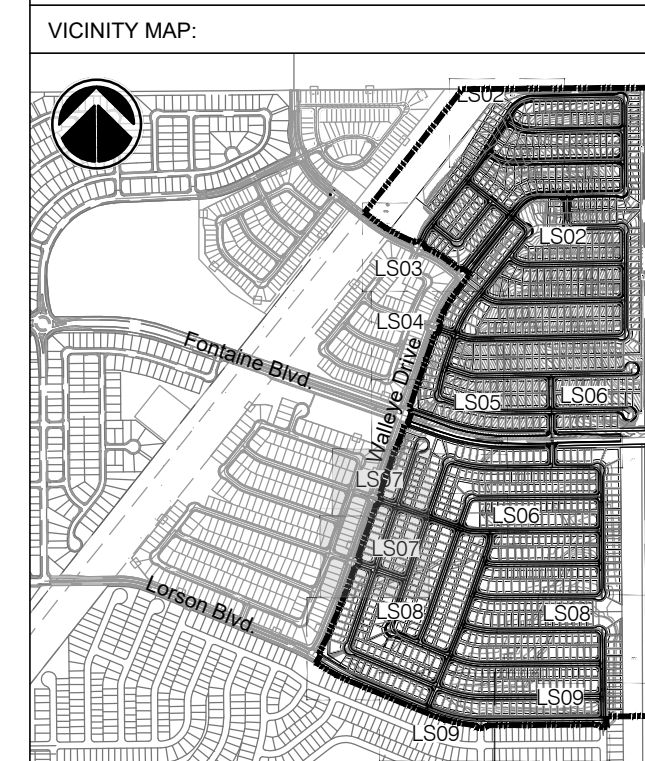 VICINITY MAP:
LS02
LS02
LS03
LS04
Fontaine Blvd.
Walleye Drive
LS05
LS06
LS07
LS06
LS07
Lorson Blvd.
LS08
LS08
LS09
LS09